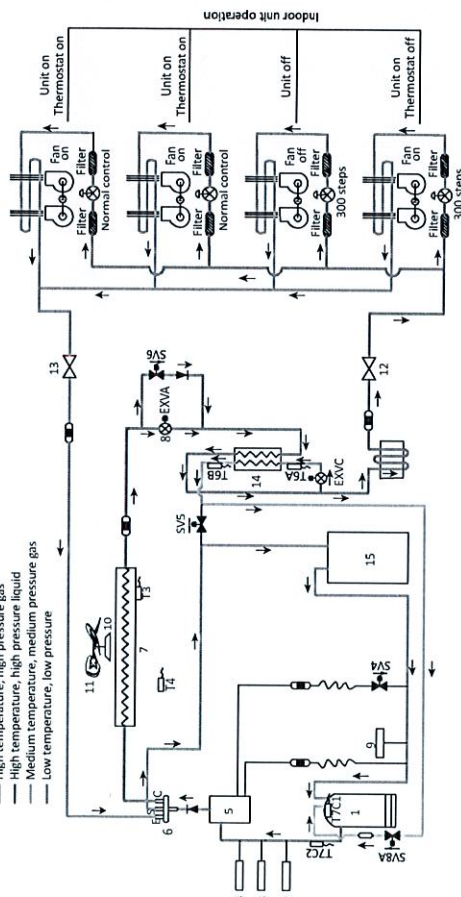 High temperature, high pressure gas
High temperature, high pressure liquid
Medium temperature, medium pressure gas
Low temperature, low pressure
Indoor unit operation
Unit on
Thermostat on
Unit on
Thermostat on
Unit off
Unit on
Thermostat off
Fan
on
Filter
Filter
Normal control
Fan
on
Filter
Filter
Normal control
Fan
off
Filter
Filter
300 steps
Fan
on
Filter
Filter
300 steps
13
12
SV6
EXVA
8
T6B
T6A
14
EXVC
SV5
15
11
10
7
T3
T4
SV4
9
E
S
C
6
5
T7C1
1
T7C2
SV8A